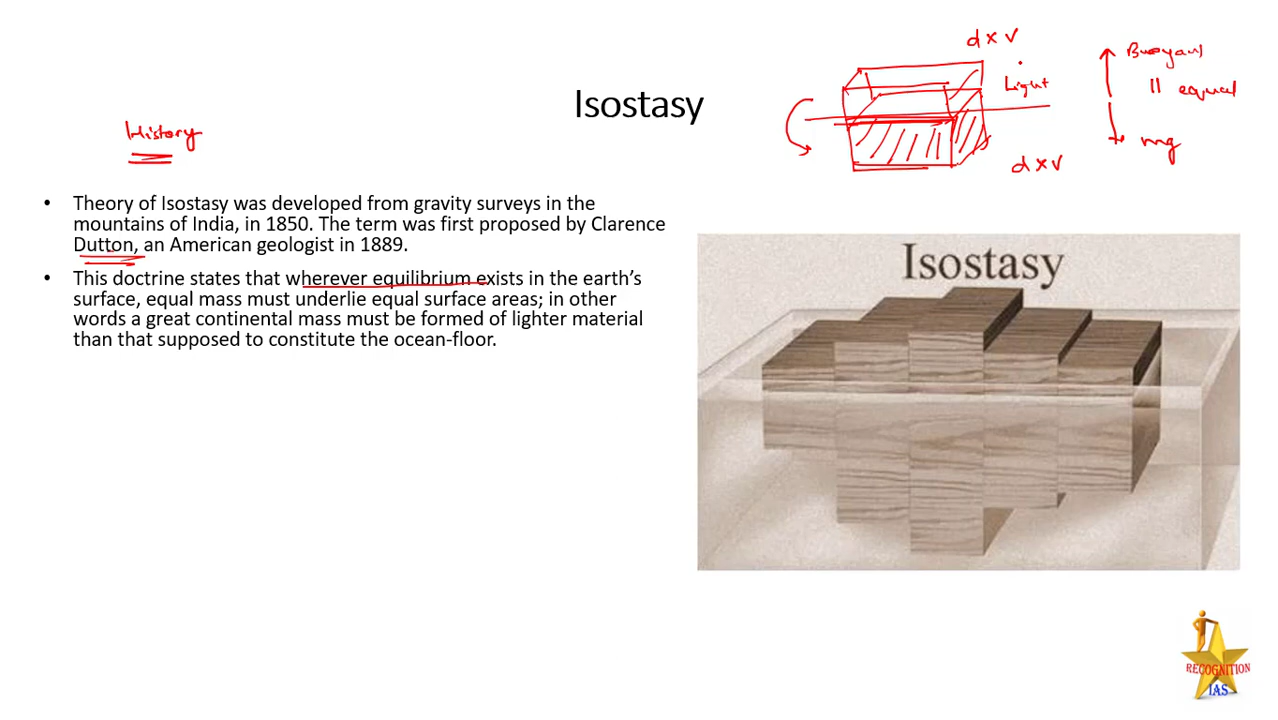 d x V
Buoyant
Light
|| equal
Isostasy
History
mg
d x V
• Theory of Isostasy was developed from gravity surveys in the
mountains of India, in 1850. The term was first proposed by Clarence
Dutton, an American geologist in 1889.
• This doctrine states that wherever equilibrium exists in the earth's
surface, equal mass must underlie equal surface areas; in other
words a great continental mass must be formed of lighter material
than that supposed to constitute the ocean-floor.
Isostasy
RECOGNITION
IAS